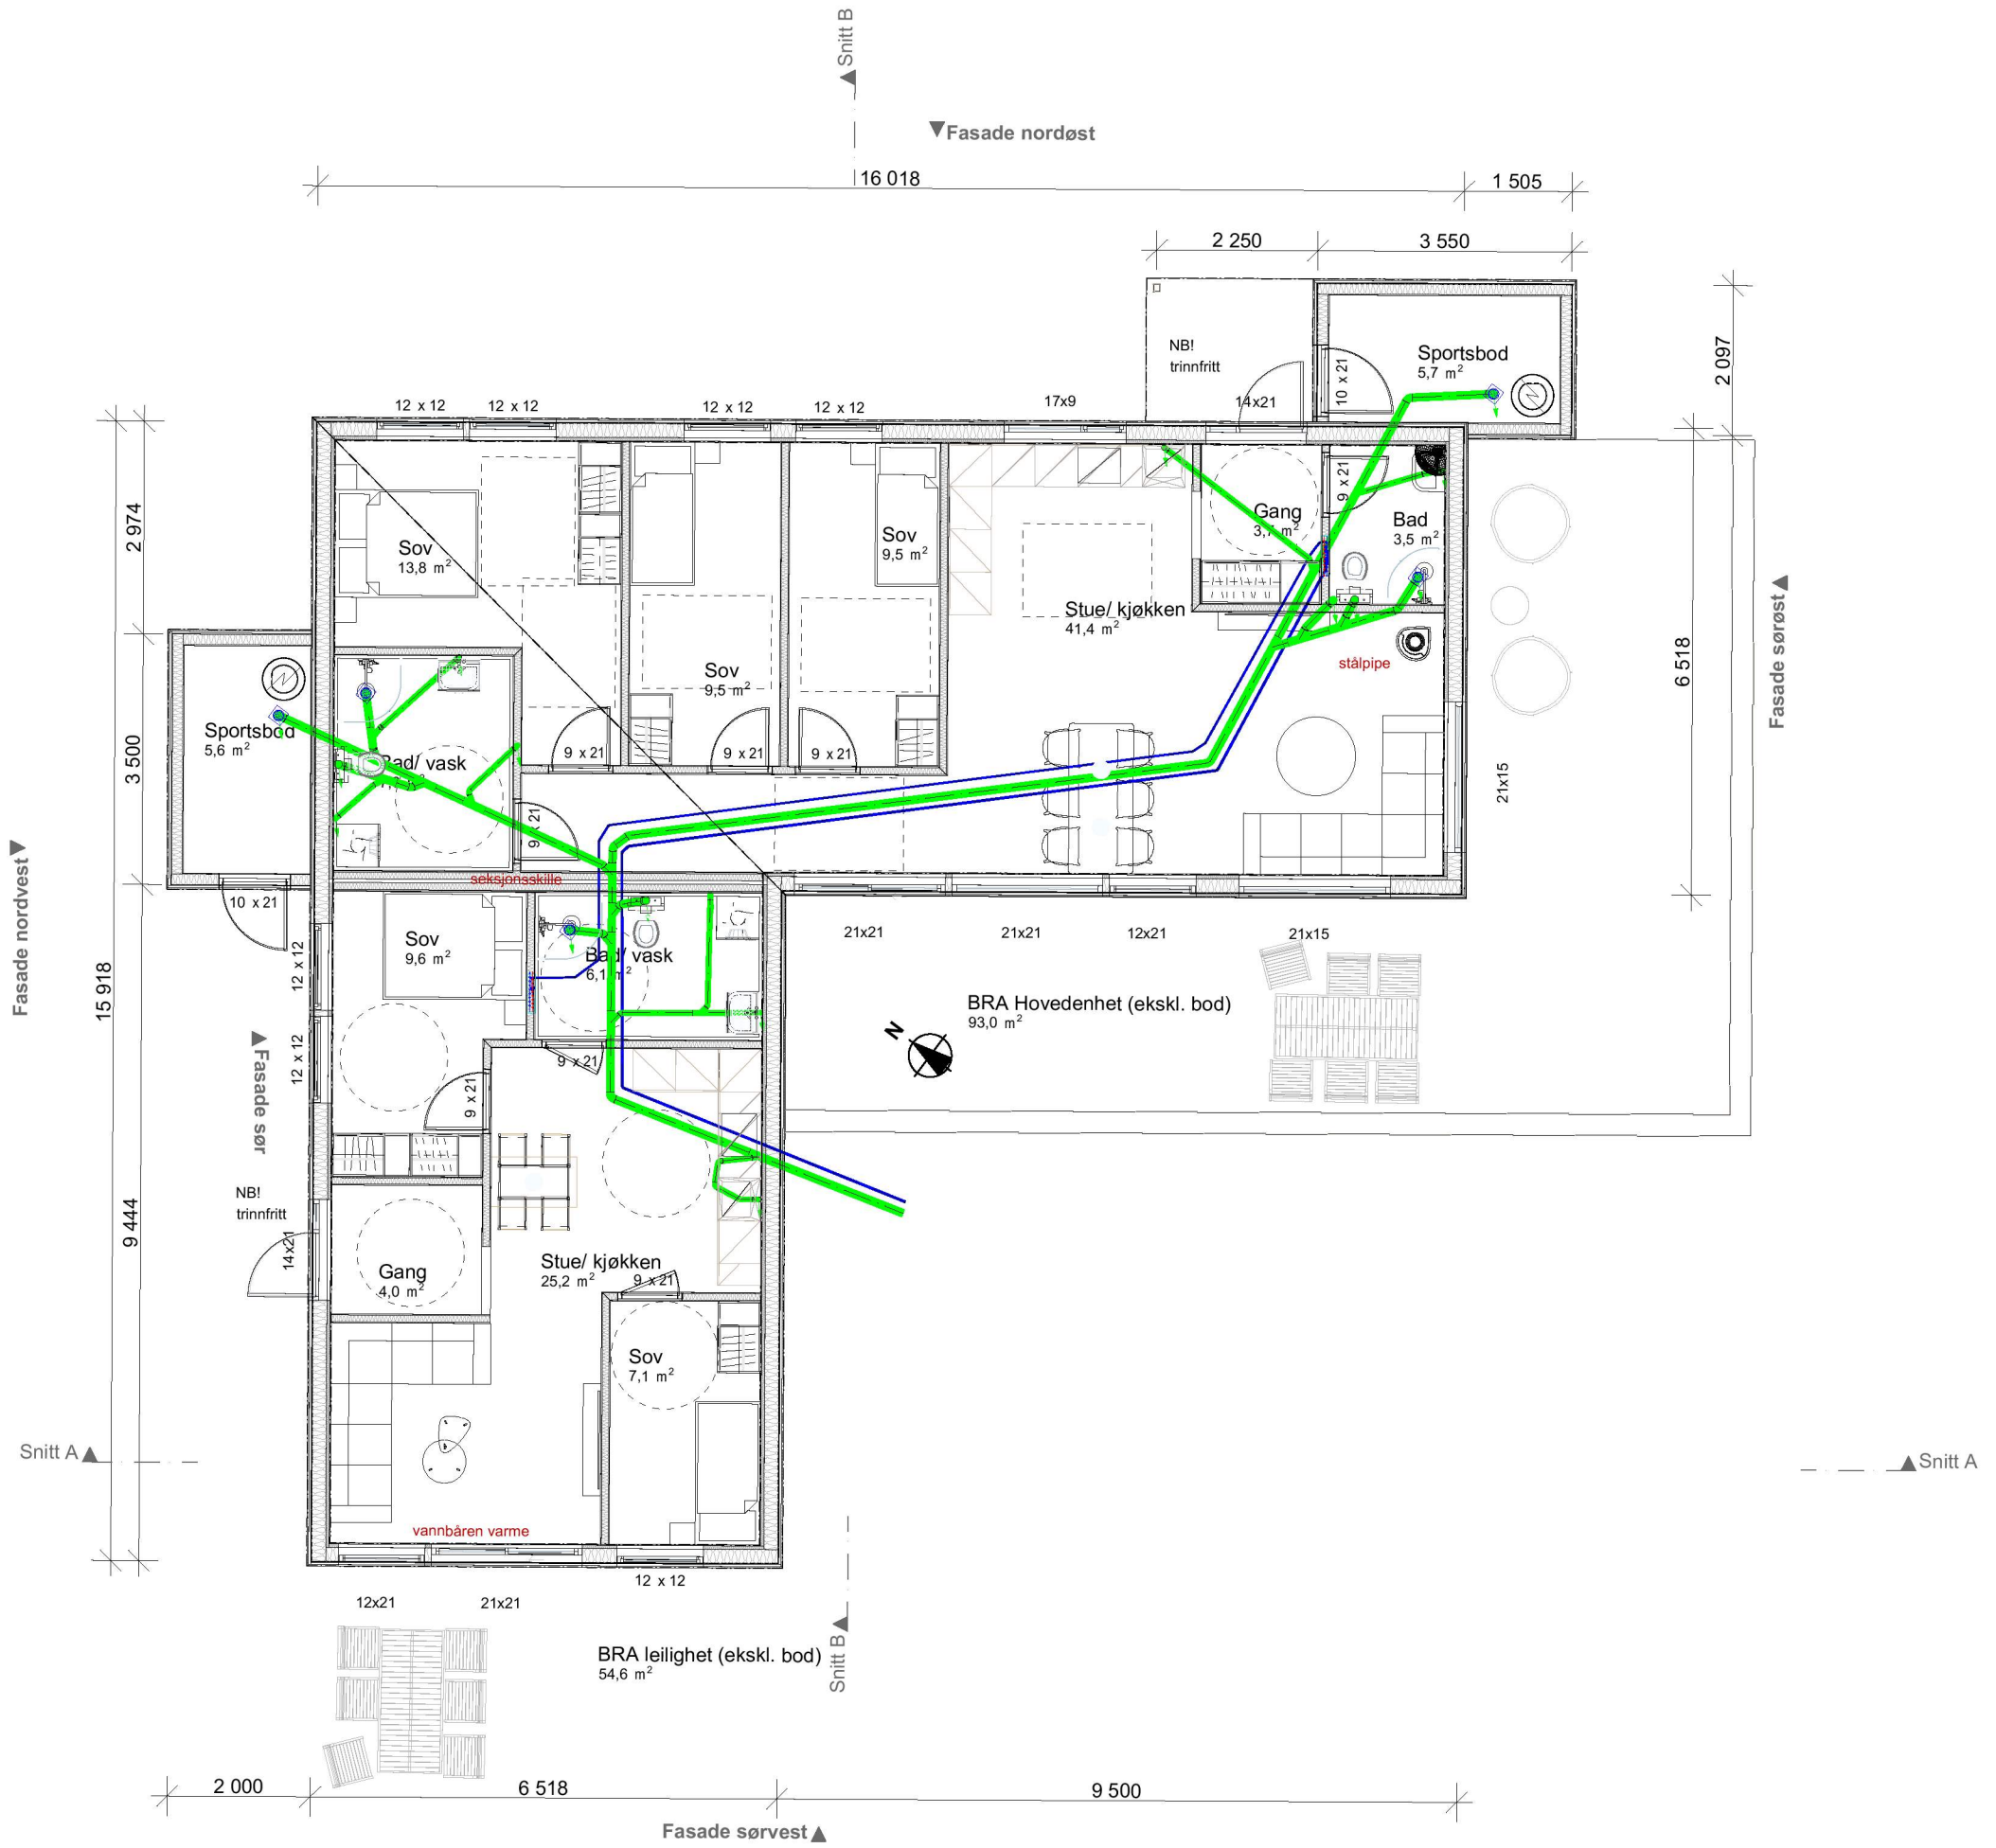 Snitt B
Fasade nordøst
16 018
1 505
2 250
3 550
2 097
NB!
trinnfritt
Sportsbod
5,7 m²
10 x 21
12 x 12
12 x 12
12 x 12
12 x 12
17x9
14x21
2 974
Sov
13,8 m²
Sov
9,5 m²
Sov
9,5 m²
Gang
9 x 21
Bad
3,5 m²
Stue/ kjøkken
41,4 m²
stålpipe
6 518
Fasade sørøst
3 500
Sportsbod
5,6 m²
Bad/ vask
9 x 21
9 x 21
9 x 21
9 x 21
21x15
seksjonsskille
Fasade nordvest
10 x 21
Sov
9,6 m²
Bad/ vask
6,1 m²
21x21
21x21
12x21
21x15
12 x 12
15 918
BRA Hovedenhet (ekskl. bod)
93,0 m²
N
Fasade sør
12 x 12
9 x 21
9 x 21
NB!
trinnfritt
9 444
14x21
Gang
4,0 m²
Stue/ kjøkken
25,2 m²
9 x 21
Sov
7,1 m²
Snitt A
Snitt A
vannbåren varme
12 x 12
12x21
21x21
BRA leilighet (ekskl. bod)
54,6 m²
Snitt B
2 000
6 518
9 500
Fasade sørvest